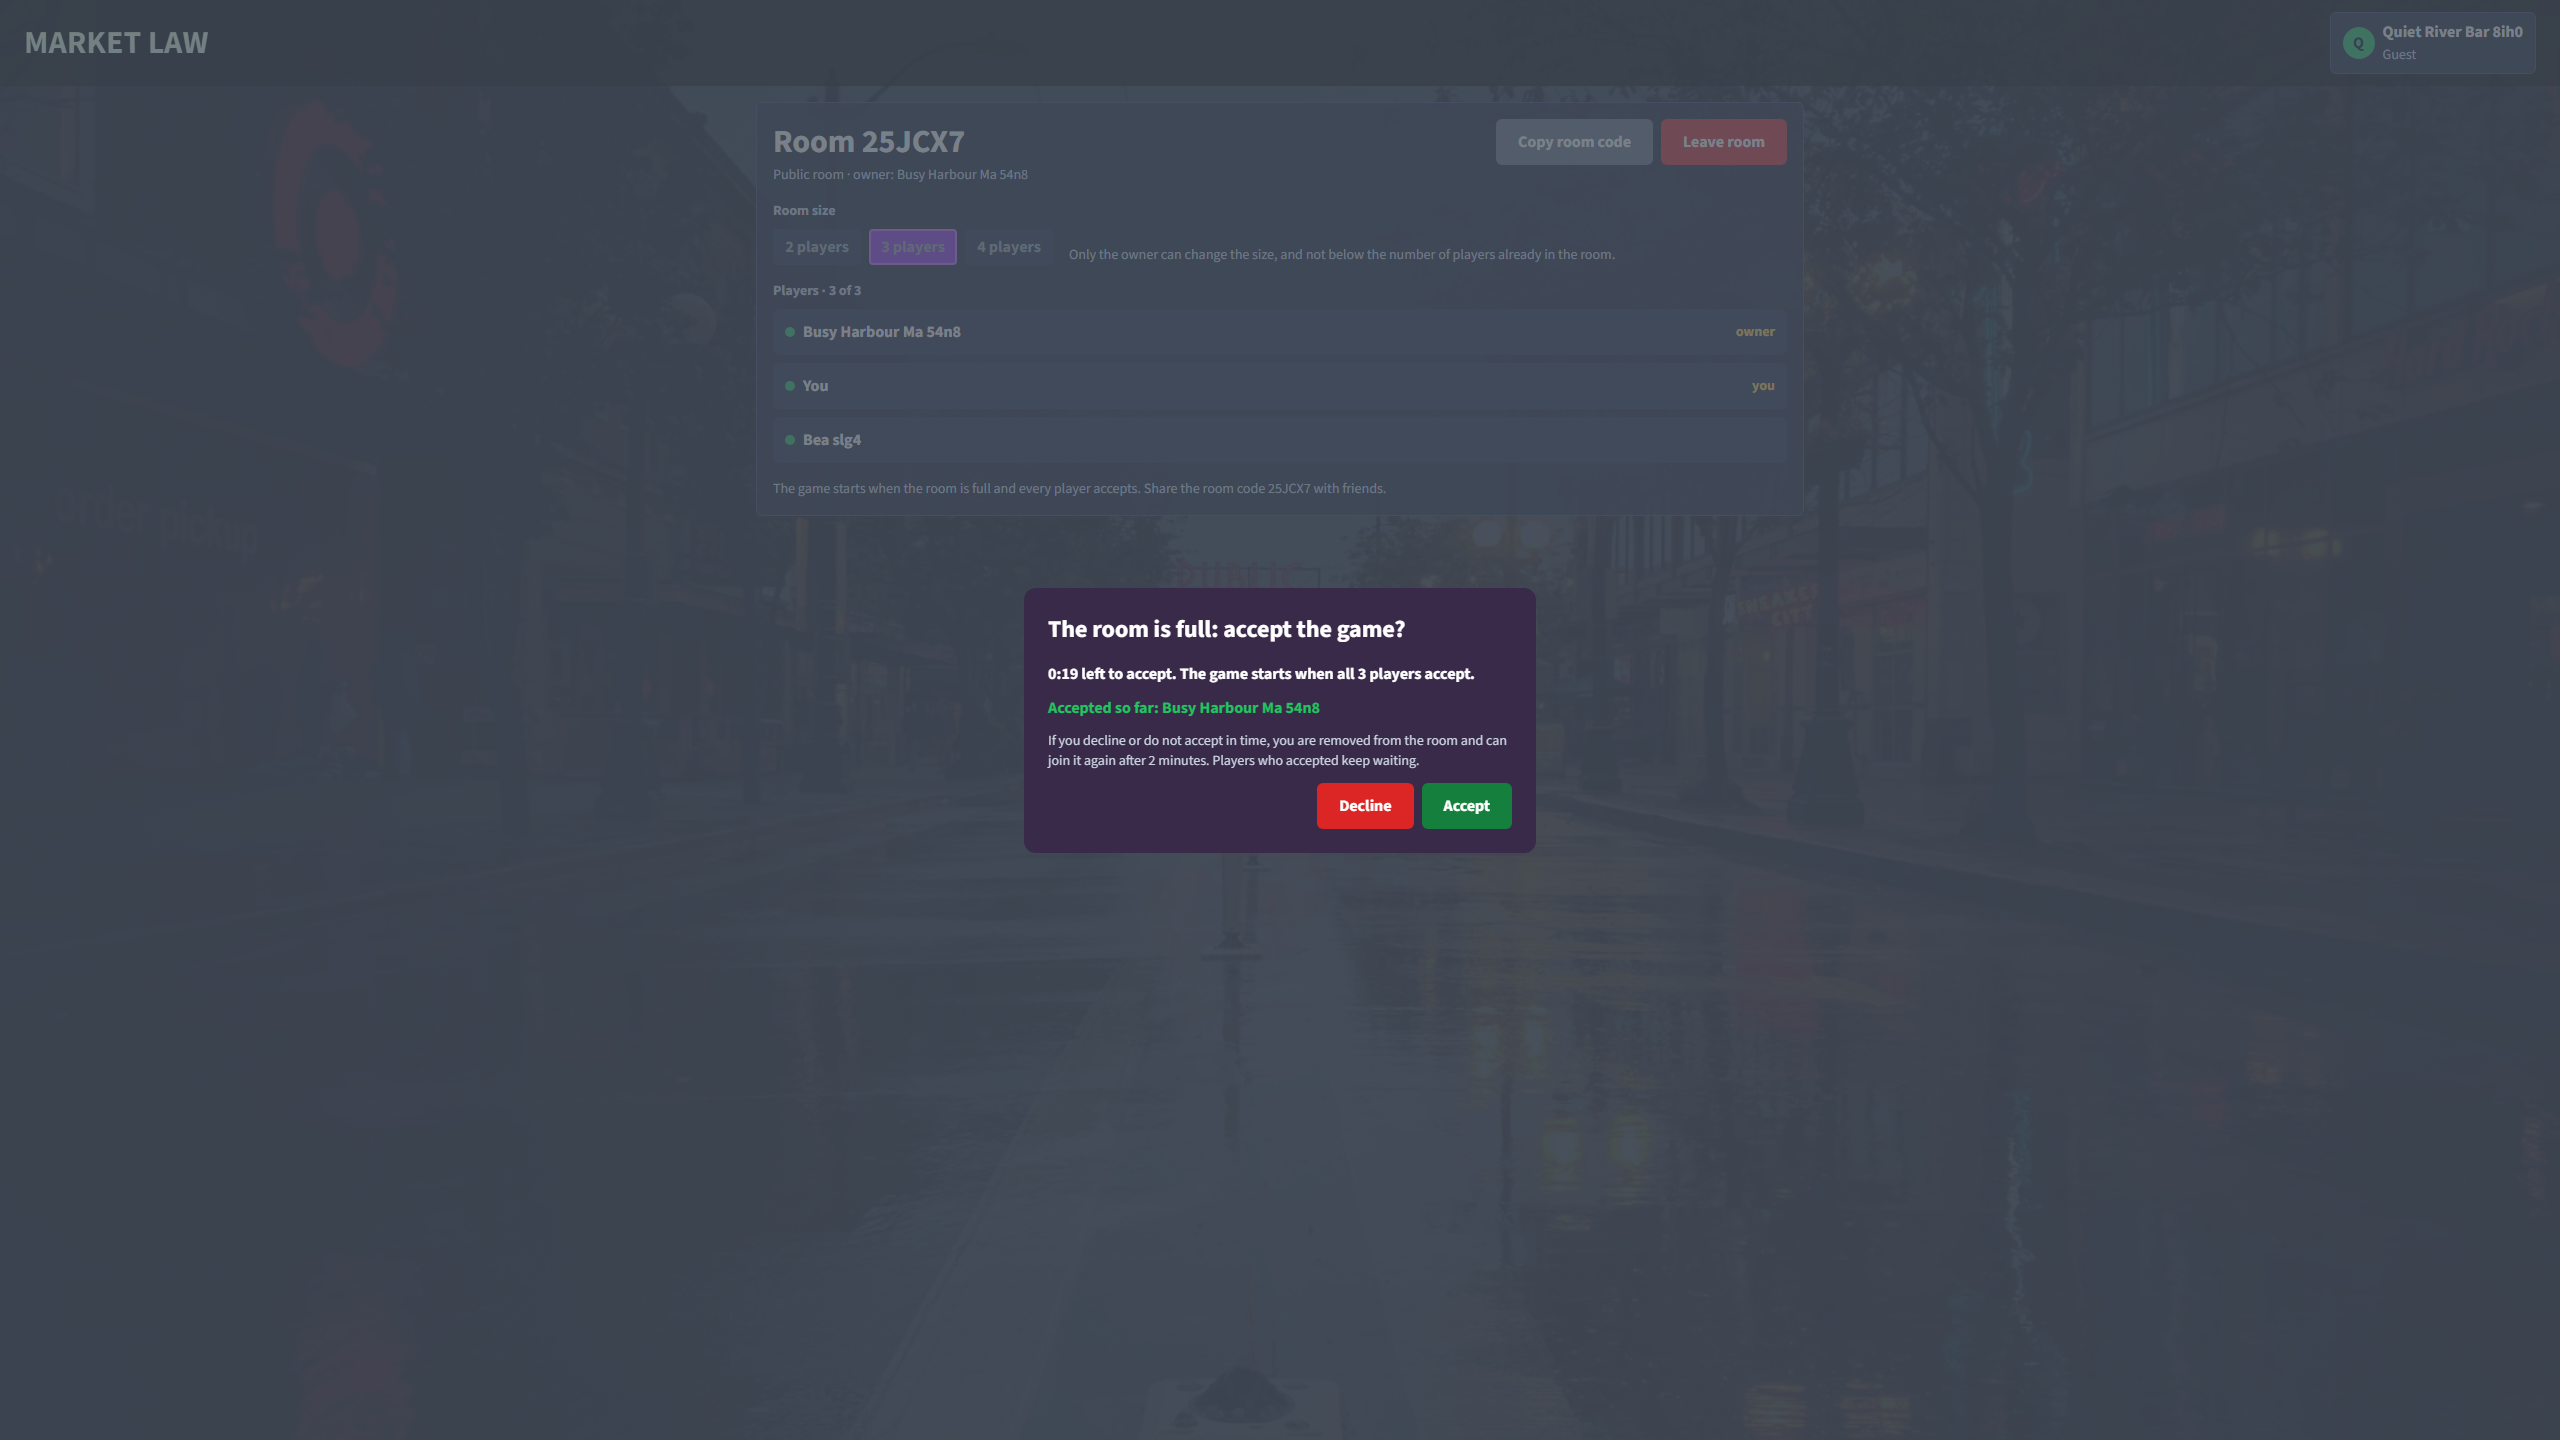 MARKET LAW
Q
Quiet River Bar 8ih0
Guest
Room 25JCX7
Copy room code
Leave room
Public room · owner: Busy Harbour Ma 54n8
Room size
2 players
3 players
4 players
Only the owner can change the size, and not below the number of players already in the room.
Players · 3 of 3
Busy Harbour Ma 54n8
owner
You
you
Bea slg4
The game starts when the room is full and every player accepts. Share the room code 25JCX7 with friends.
order pickup
SNEAKER
CITY
The room is full: accept the game?
0:19 left to accept. The game starts when all 3 players accept.
Accepted so far: Busy Harbour Ma 54n8
If you decline or do not accept in time, you are removed from the room and can
join it again after 2 minutes. Players who accepted keep waiting.
Decline
Accept